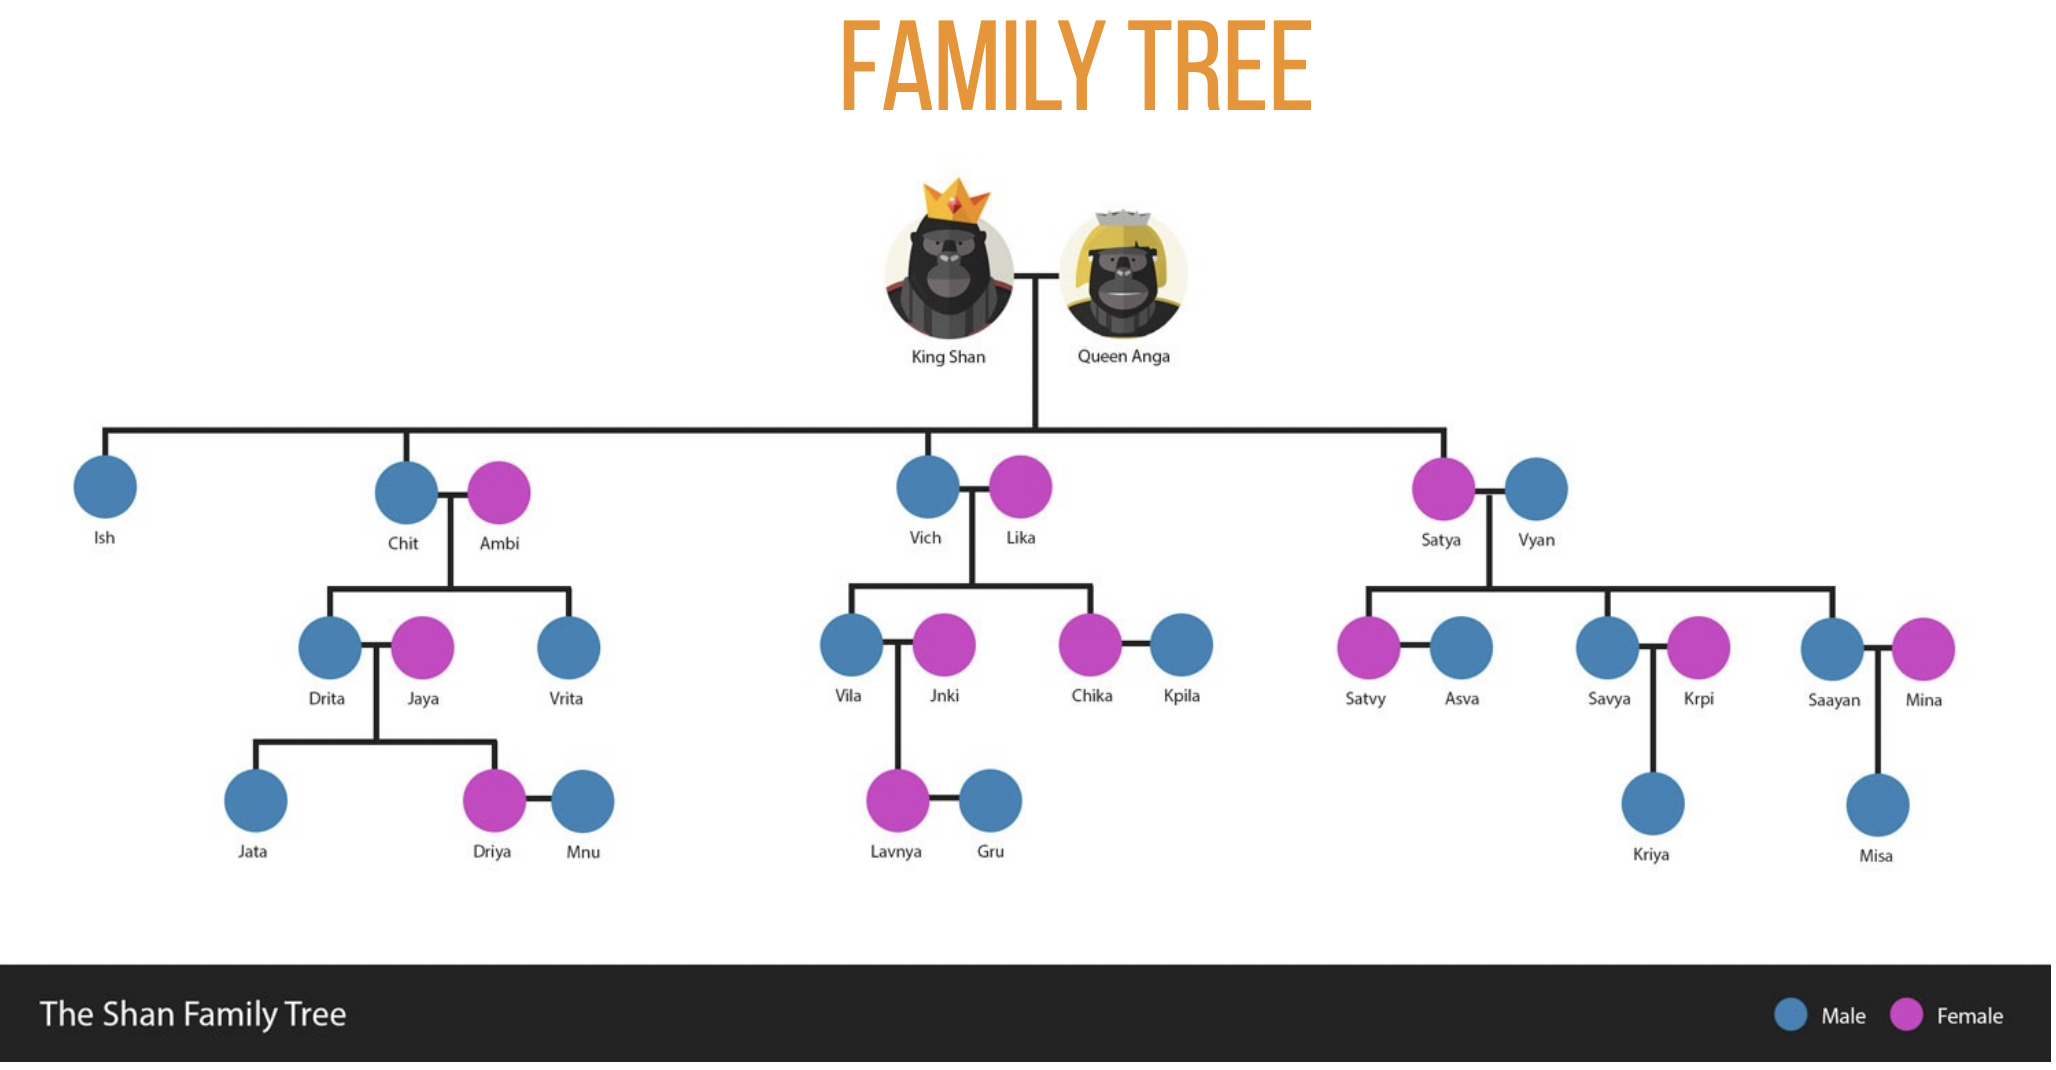 FAMILY TREE
King Shan Queen Anga
Ish Chit Ambi Vich Lika Satya Vyan
Drita Jaya Vrita Vila Jnki Chika Kpila Satvy Asva Savya Krpi Saayan Mina
Jata Driya Mnu Lavnya Gru Kriya Misa
The Shan Family Tree Male Female